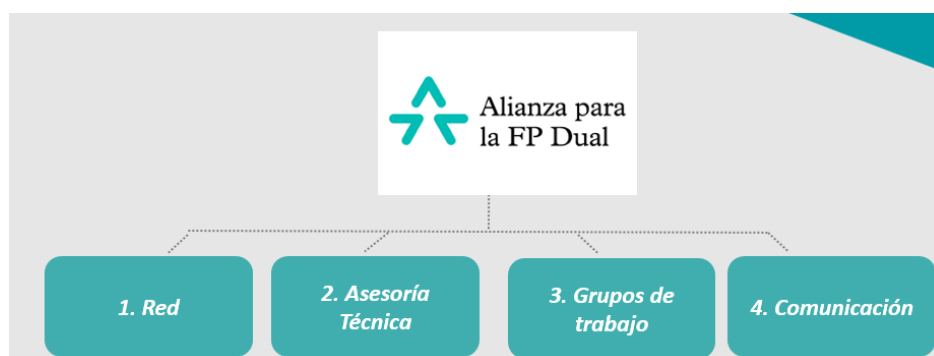 Alianza para
la FP Dual
1. Red
2. Asesoría
Técnica
3. Grupos de
trabajo
4. Comunicación